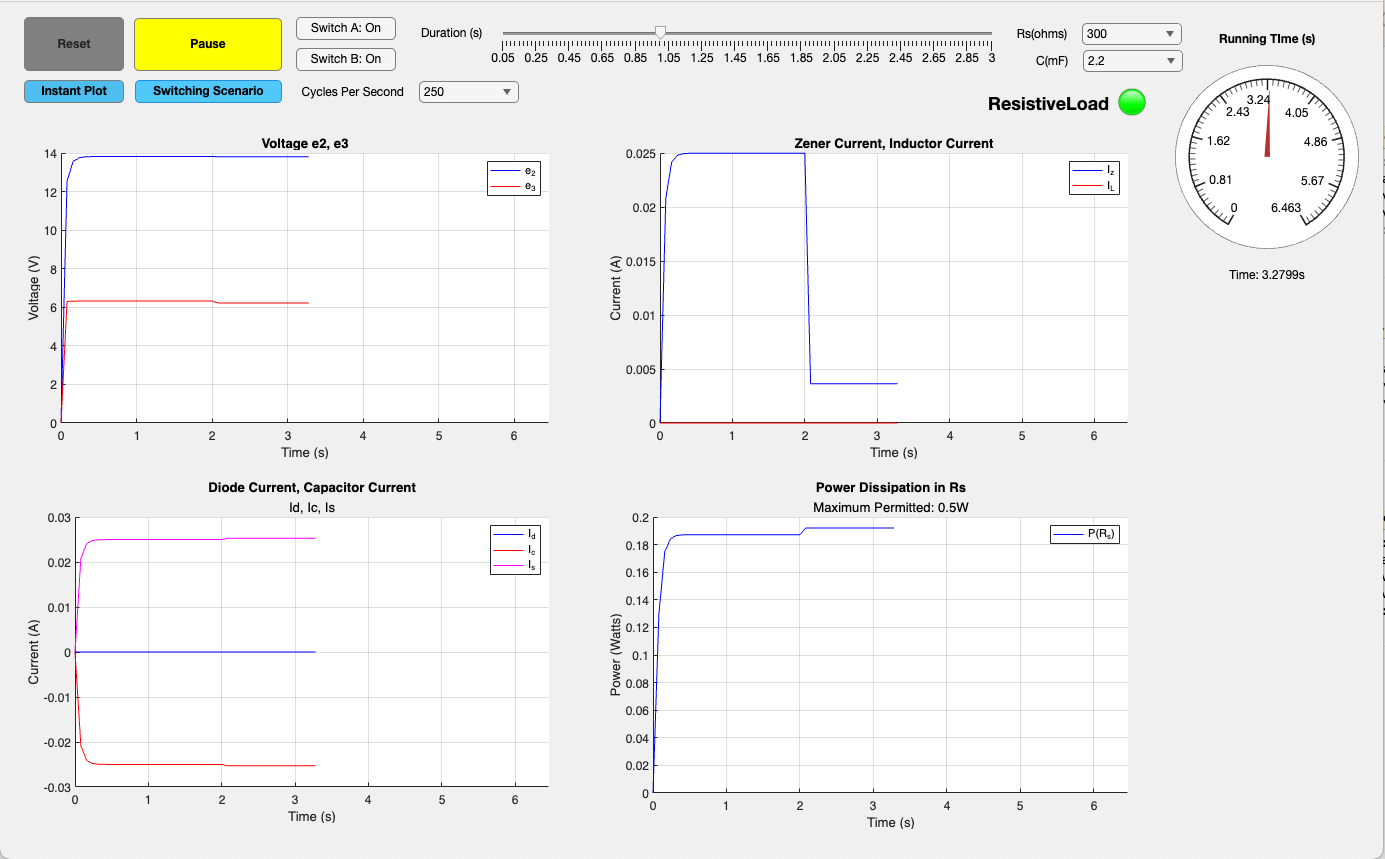 Reset
Pause
Switch A: On
Switch B: On
Duration (s)
0.05 0.25 0.45 0.65 0.85 1.05 1.25 1.45 1.65 1.85 2.05 2.25 2.45 2.65 2.85 3
Rs(ohms) 300
C(mF) 2.2
Running TIme (s)
Instant Plot
Switching Scenario
Cycles Per Second 250
ResistiveLoad
0 0.81 1.62 2.43 3.24 4.05 4.86 5.67 6.463
Time: 3.2799s
Voltage e2, e3
e2
e3
Voltage (V)
14
12
10
8
6
4
2
0
0 1 2 3 4 5 6
Time (s)
Zener Current, Inductor Current
Iz
IL
Current (A)
0.025
0.02
0.015
0.01
0.005
0
0 1 2 3 4 5 6
Time (s)
Diode Current, Capacitor Current
Id, Ic, Is
Id
Ic
Is
Current (A)
0.03
0.02
0.01
0
-0.01
-0.02
-0.03
0 1 2 3 4 5 6
Time (s)
Power Dissipation in Rs
Maximum Permitted: 0.5W
P(Rs)
Power (Watts)
0.2
0.18
0.16
0.14
0.12
0.1
0.08
0.06
0.04
0.02
0
0 1 2 3 4 5 6
Time (s)